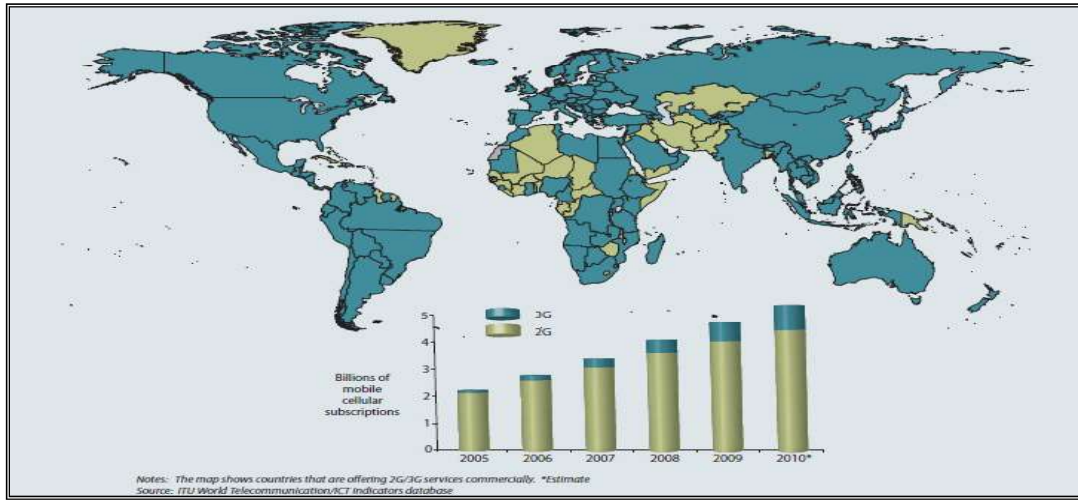 3G
2G
5
4
3
2
1
0
Billions of
mobile
cellular
subscriptions
2005 2006 2007 2008 2009 2010*
Notes: The map shows countries that are offering 2G/3G services commercially. *Estimate
Source: ITU World Telecommunication/ICT Indicators database